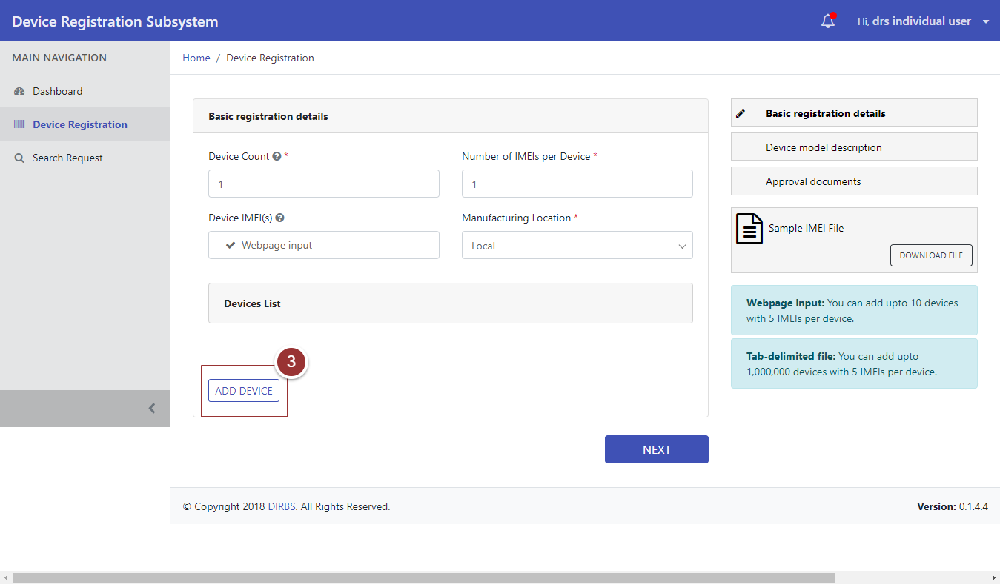 Device Registration Subsystem
Hi, drs individual user
MAIN NAVIGATION
Dashboard
Device Registration
Search Request
Home / Device Registration
Basic registration details
Device Count *
Number of IMEIs per Device *
1
1
Device IMEI(s)
Manufacturing Location *
Webpage input
Local
Devices List
3
ADD DEVICE
NEXT
Basic registration details
Device model description
Approval documents
Sample IMEI File
DOWNLOAD FILE
Webpage input: You can add upto 10 devices
with 5 IMEIs per device.
Tab-delimited file: You can add upto
1,000,000 devices with 5 IMEIs per device.
© Copyright 2018 DIRBS. All Rights Reserved.
Version: 0.1.4.4